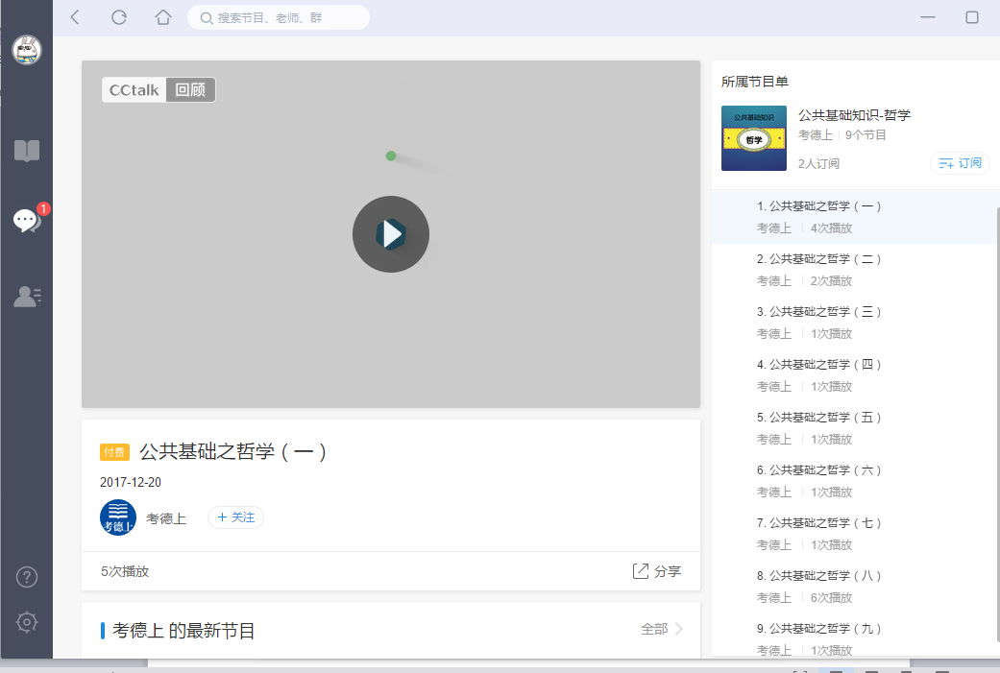 搜索节目、老师、群
1
CCtalk 回顾
付费 公共基础之哲学（一）
2017-12-20
考德上
考德上
+ 关注
5次播放
分享
考德上 的最新节目
全部
所属节目单
公共基础知识
哲学
公共基础知识-哲学
考德上 9个节目
2人订阅
订阅
1. 公共基础之哲学（一）
考德上 4次播放
2. 公共基础之哲学（二）
考德上 2次播放
3. 公共基础之哲学（三）
考德上 1次播放
4. 公共基础之哲学（四）
考德上 1次播放
5. 公共基础之哲学（五）
考德上 1次播放
6. 公共基础之哲学（六）
考德上 1次播放
7. 公共基础之哲学（七）
考德上 1次播放
8. 公共基础之哲学（八）
考德上 6次播放
9. 公共基础之哲学（九）
考德上 1次播放